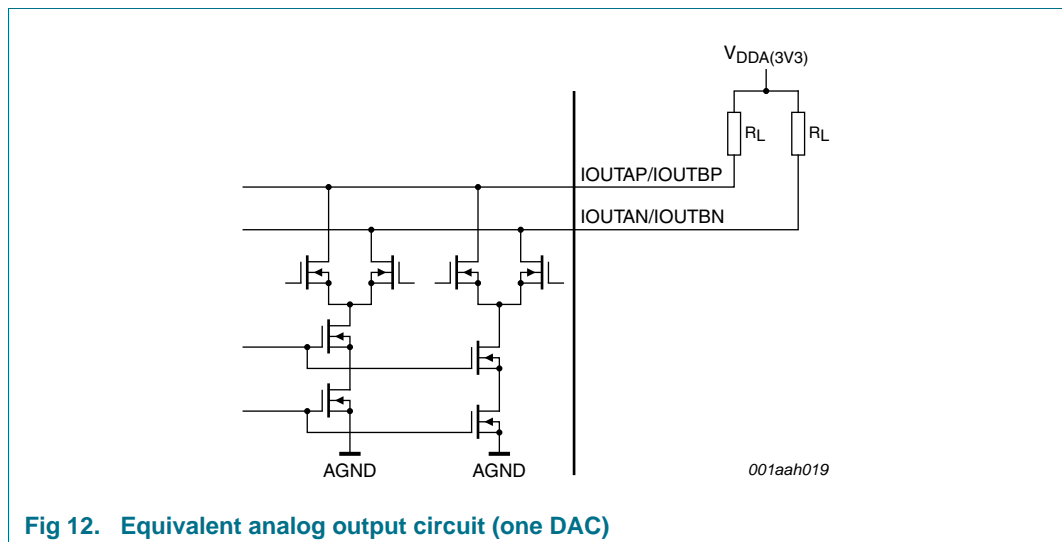 VDDA(3V3)
RL RL
IOUTAP/IOUTBP
IOUTAN/IOUTBN
AGND AGND
001aah019
Fig 12. Equivalent analog output circuit (one DAC)